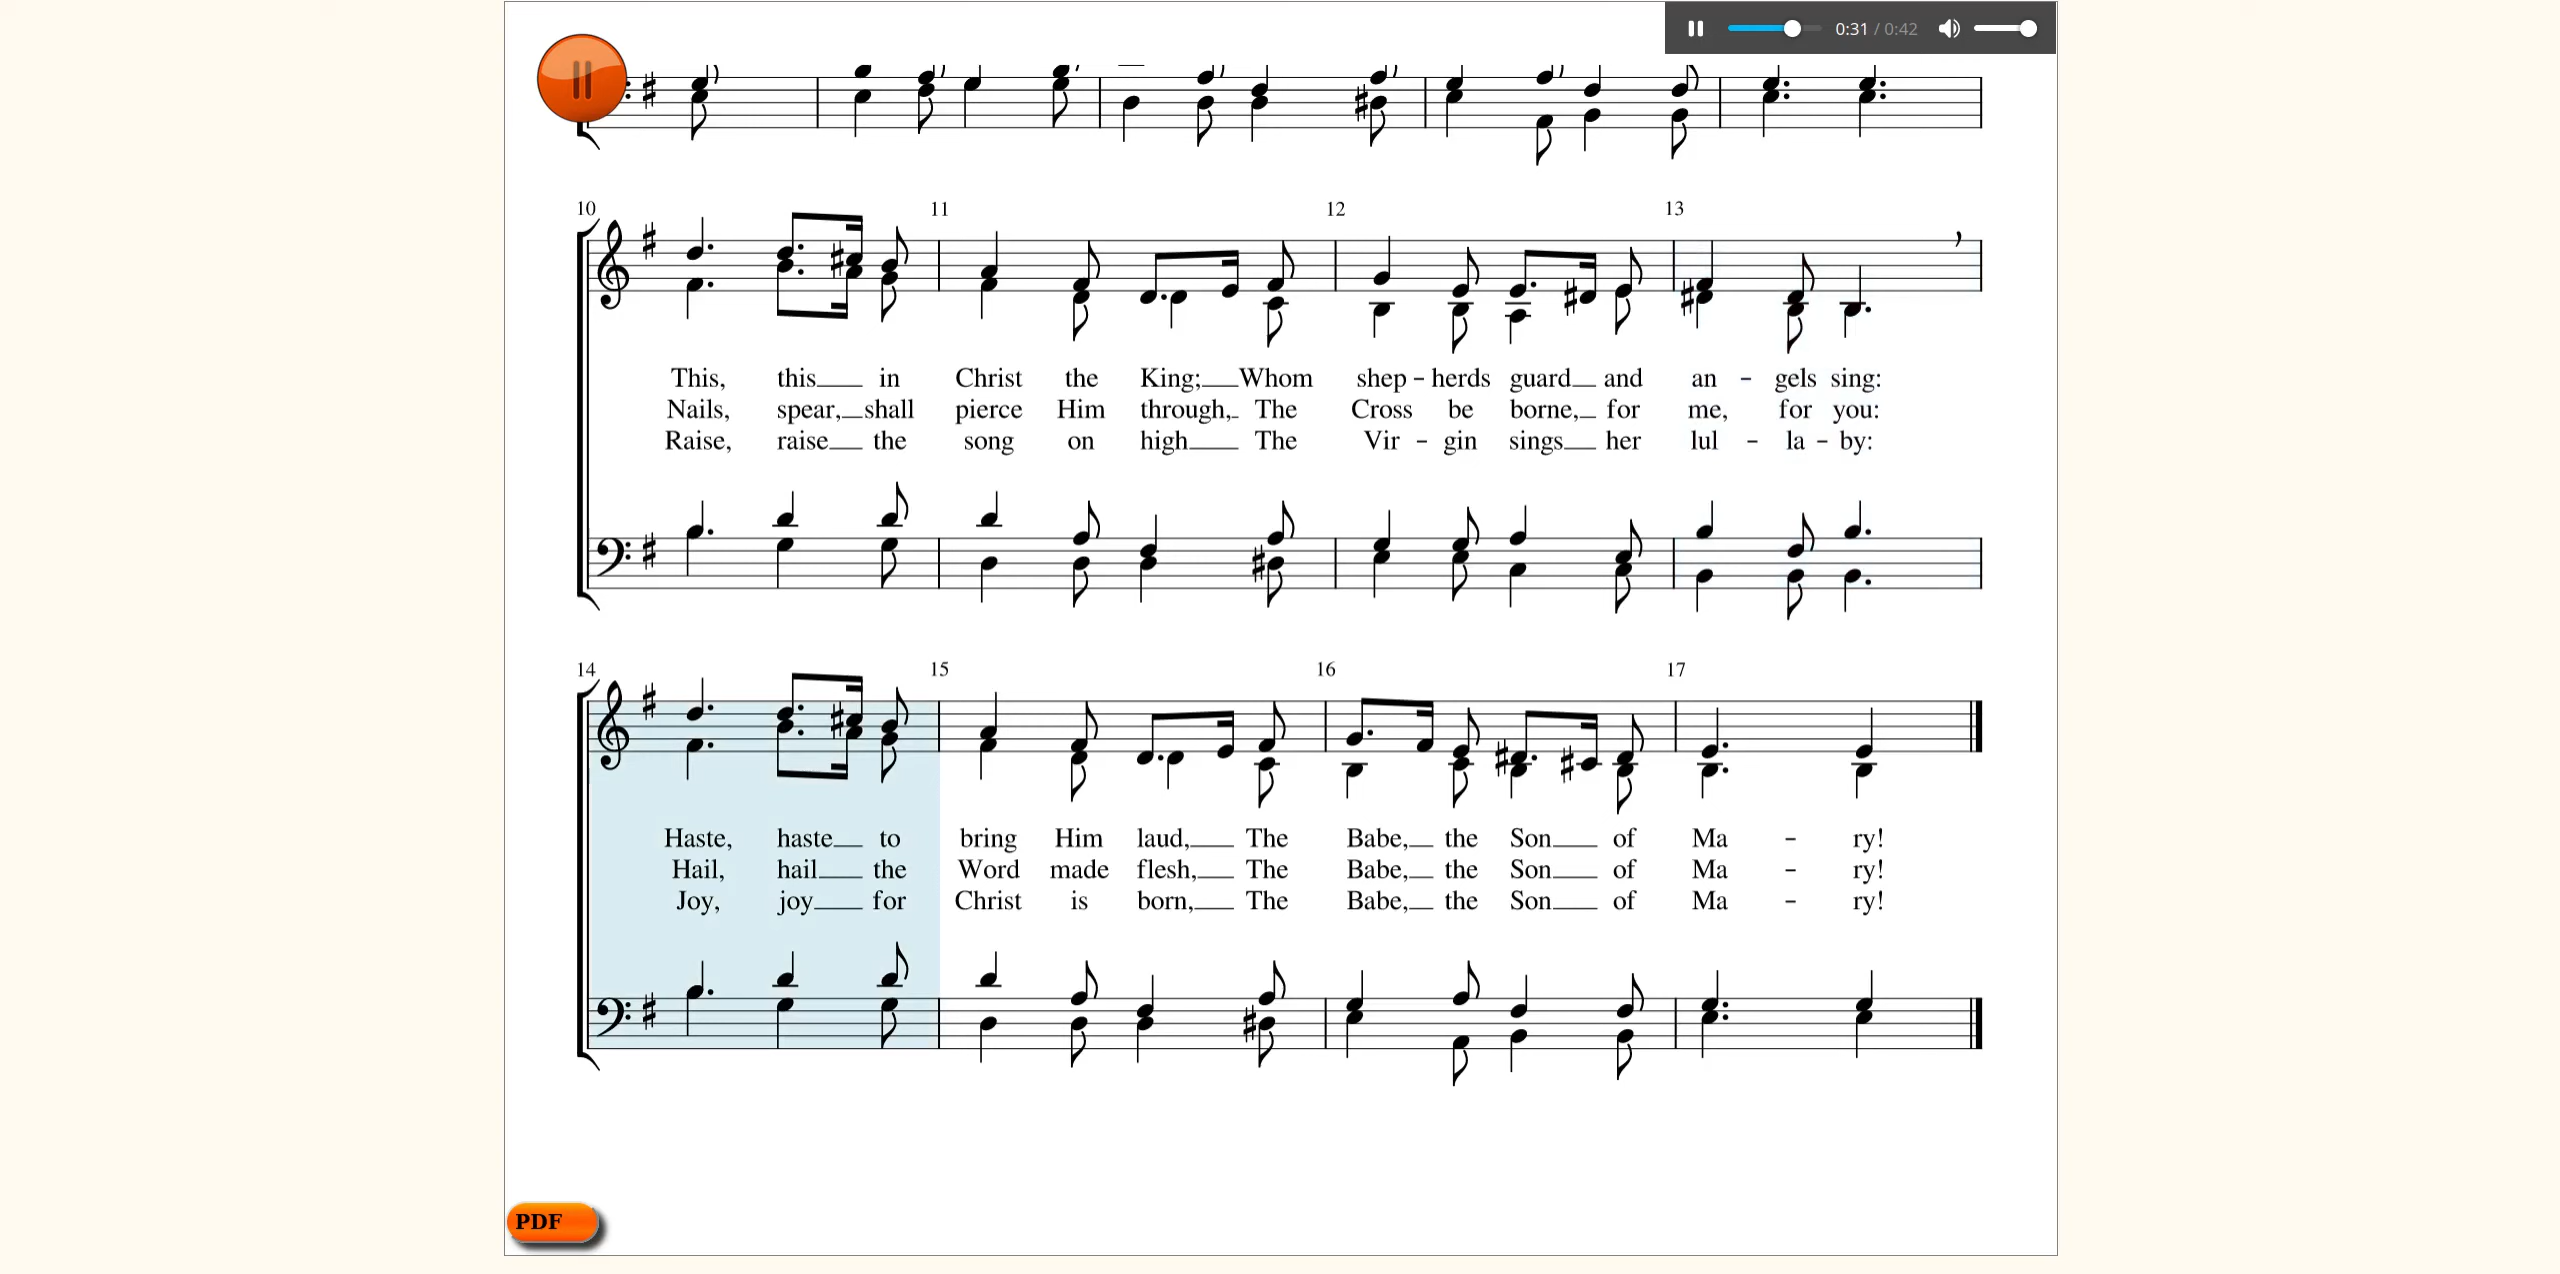 0:31 / 0:42
10 11 12 13
This, this in Christ the King; Whom shep - herds guard and an - gels sing:
Nails, spear, shall pierce Him through, The Cross be borne, for me, for you:
Raise, raise the song on high The Vir - gin sings her lul - la - by:
14 15 16 17
Haste, haste to bring Him laud, The Babe, the Son of Ma - ry!
Hail, hail the Word made flesh, The Babe, the Son of Ma - ry!
Joy, joy for Christ is born, The Babe, the Son of Ma - ry!
PDF